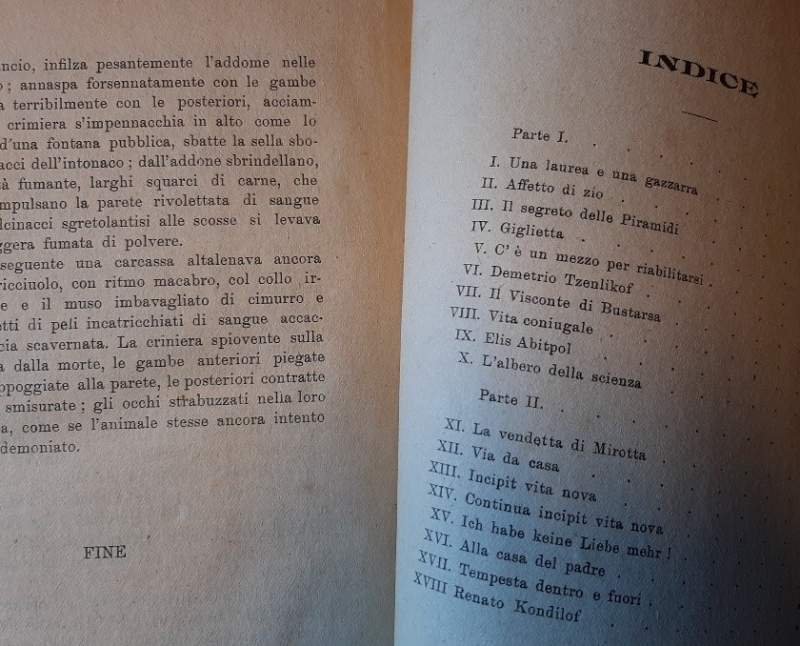 ncio, infilza pesantemente l'addome nelle
o; annaspa forsennatamente con le gambe
a terribilmente con le posteriori, acciam-
crimiera s'impennacchia in alto come lo
d'una fontana pubblica, sbatte la sella sbo-
acci dell'intonaco; dall'addone sbrindellano,
tà fumante, larghi squarci di carne, che
mpulsano la parete rivolettata di sangue
lcinacci sgretolantisi alle scosse si levava
ggera fumata di polvere.
seguente una carcassa altalenava ancora
ricciuolo, con ritmo macabro, col collo ir-
e e il muso imbavagliato di cimurro e
etti di peli incatricchiati di sangue accac-
cia scavernata. La criniera spiovente sulla
a dalla morte, le gambe anteriori piegate
ppoggiate alla parete, le posteriori contratte
smisurate; gli occhi strabuzzati nella loro
a, come se l'animale stesse ancora intento
demoniato.
FINE
INDICE
Parte I. . . . .
I. Una laurea e una gazzarra
II. Affetto di zio
III. Il segreto delle Piramidi
IV. Giglietta
V. C'è un mezzo per riabilitarsi
VI. Demetrio Tzenlikof
VII. Il Visconte di Bustarsa
VIII. Vita coniugale
IX. Elis Abitpol
X. L'albero della scienza
Parte II. . . . .
XI. La vendetta di Mirotta
XII. Via da casa
XIII. Incipit vita nova
XIV. Continua incipit vita nova
XV. Ich habe keine Liebe mehr!
XVI. Alla casa del padre
XVII. Tempesta dentro e fuori
XVIII Renato Kondilof